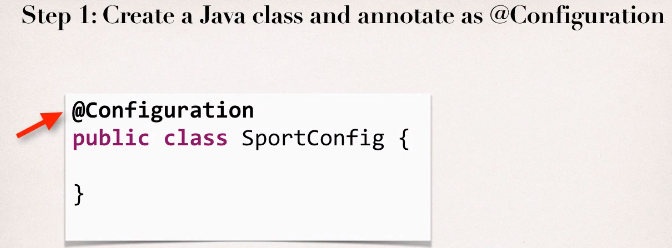 Step 1: Create a Java class and annotate as @Configuration
@Configuration
public class SportConfig {
}